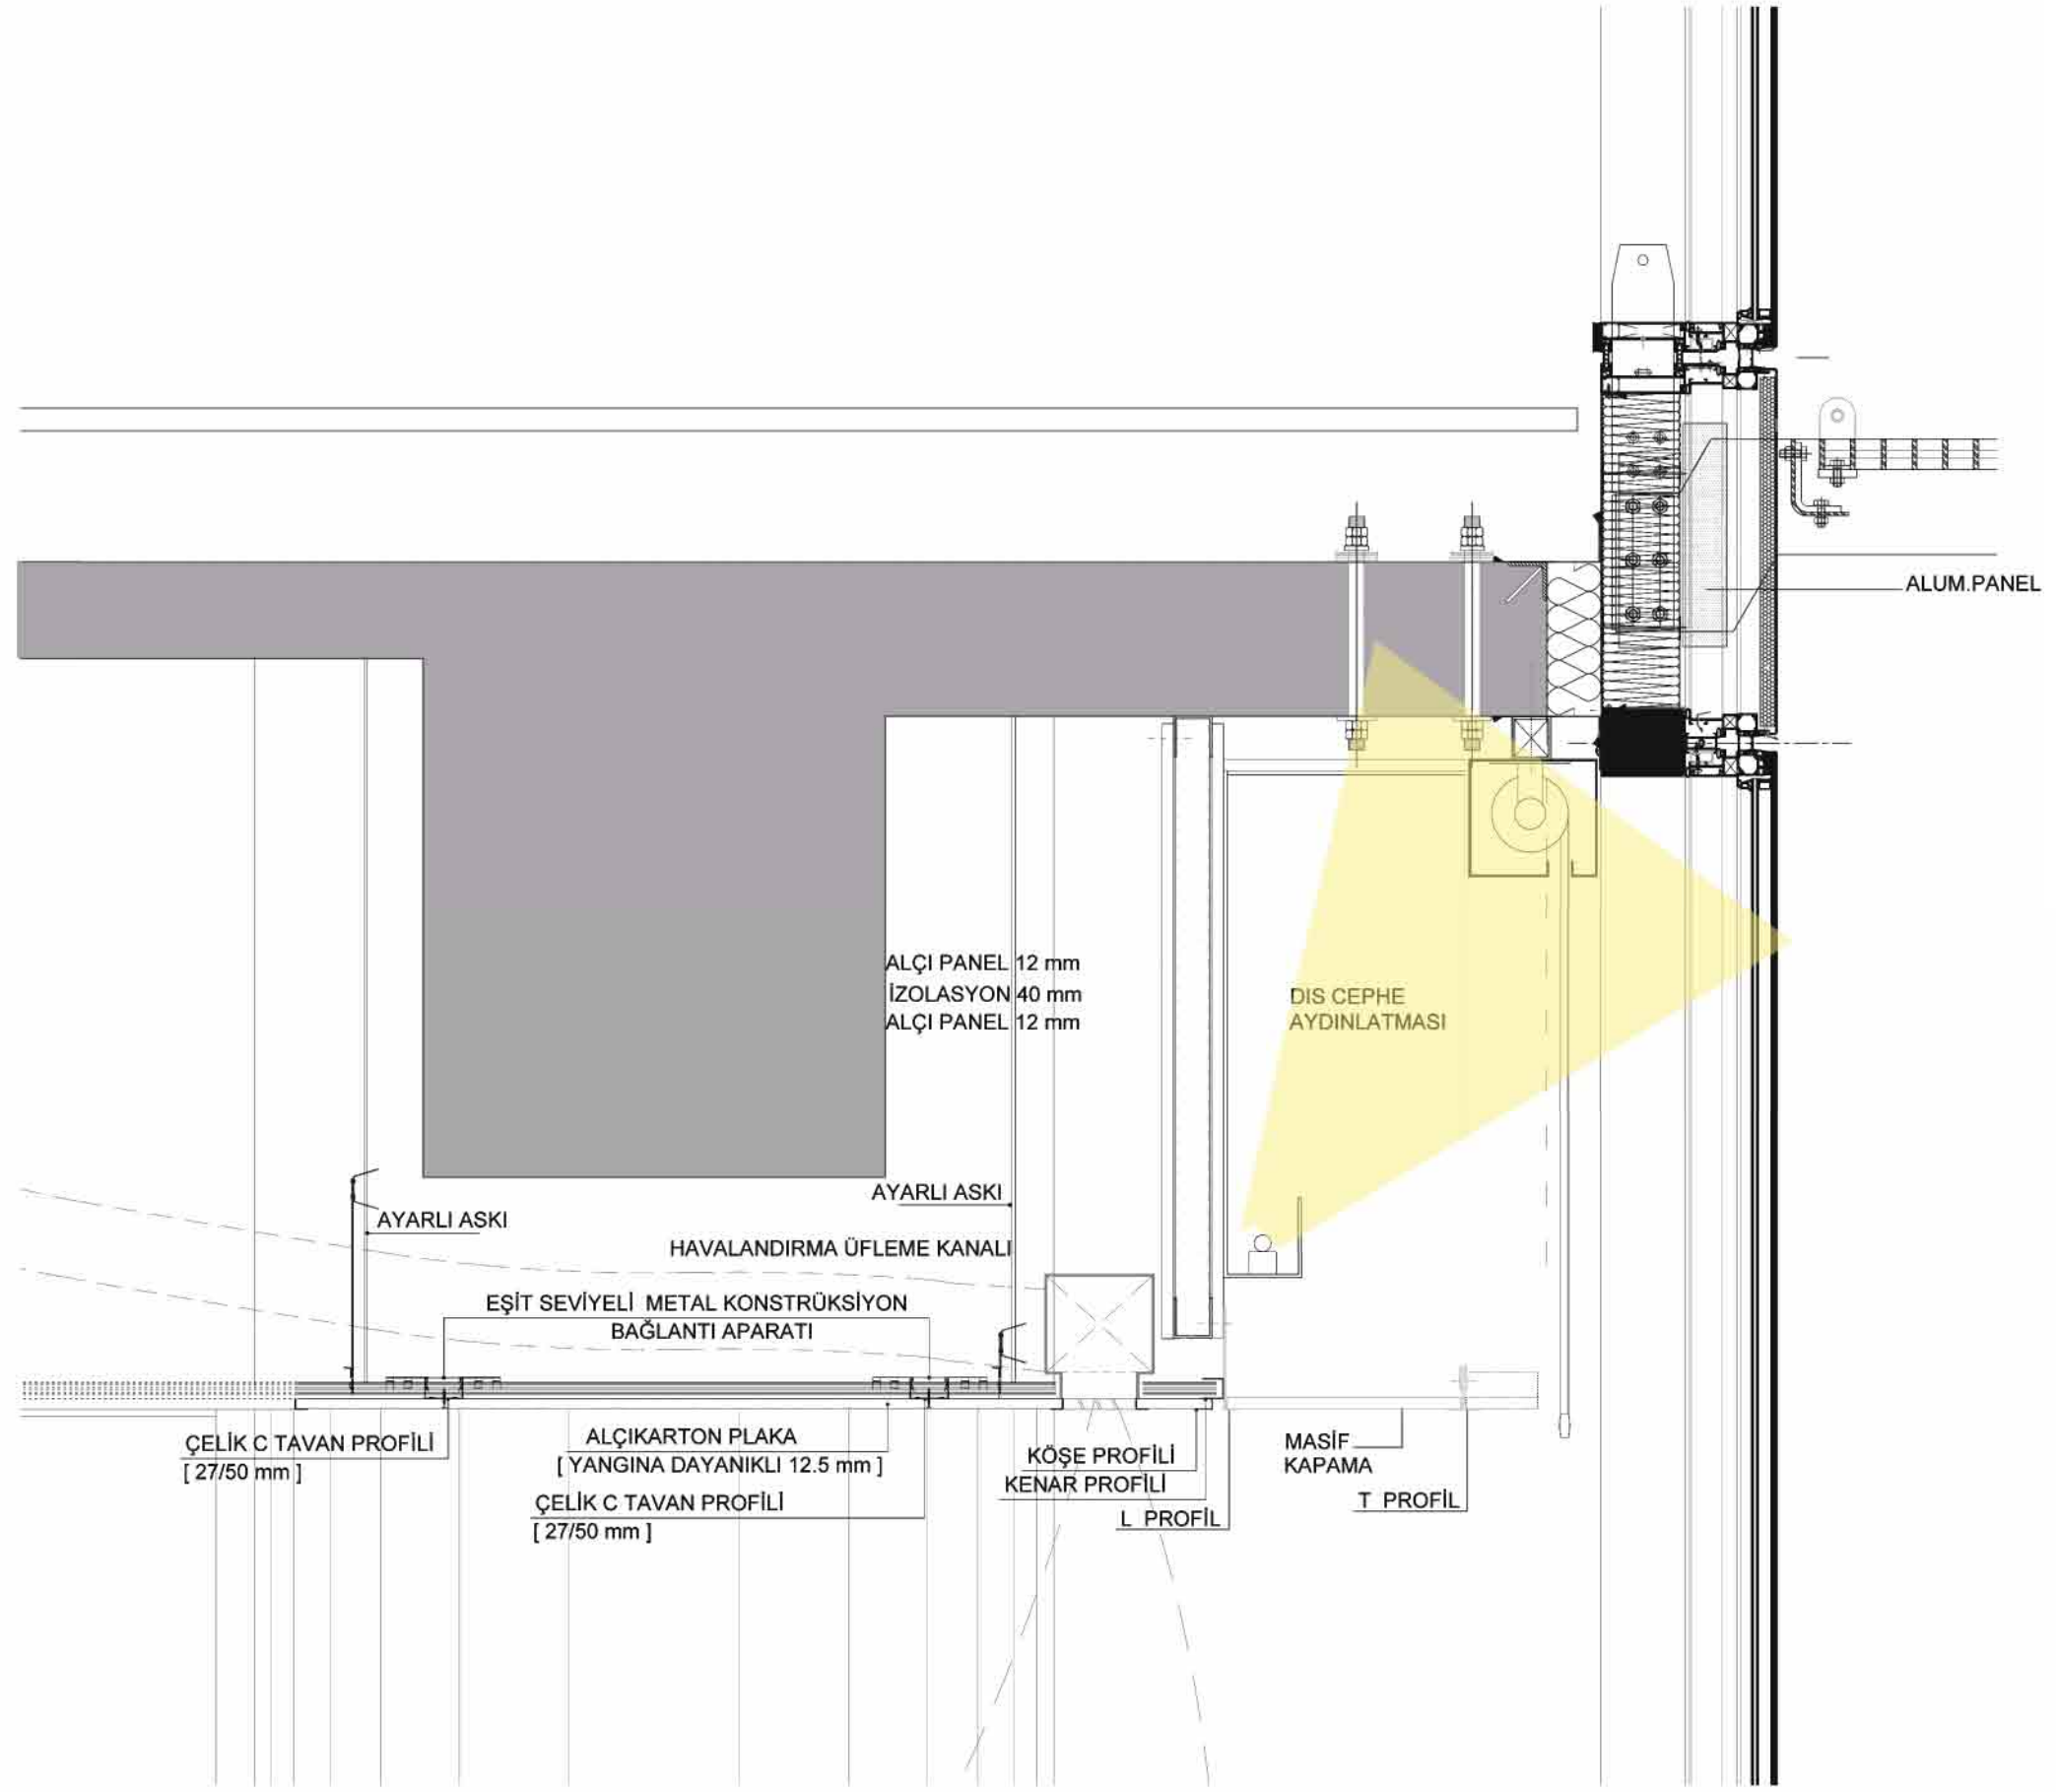 ALUM.PANEL
ALÇI PANEL 12 mm
İZOLASYON 40 mm
ALÇI PANEL 12 mm
DIS CEPHE
AYDINLATMASI
AYARLI ASKI
AYARLI ASKI
HAVALANDIRMA ÜFLEME KANALI
EŞİT SEVİYELİ METAL KONSTRÜKSİYON
BAĞLANTI APARATI
ÇELİK C TAVAN PROFİLİ
[ 27/50 mm ]
ALÇIKARTON PLAKA
[ YANGINA DAYANIKLI 12.5 mm ]
ÇELİK C TAVAN PROFİLİ
[ 27/50 mm ]
KÖŞE PROFİLİ
KENAR PROFİLİ
L PROFİL
MASİF
KAPAMA
T PROFİL